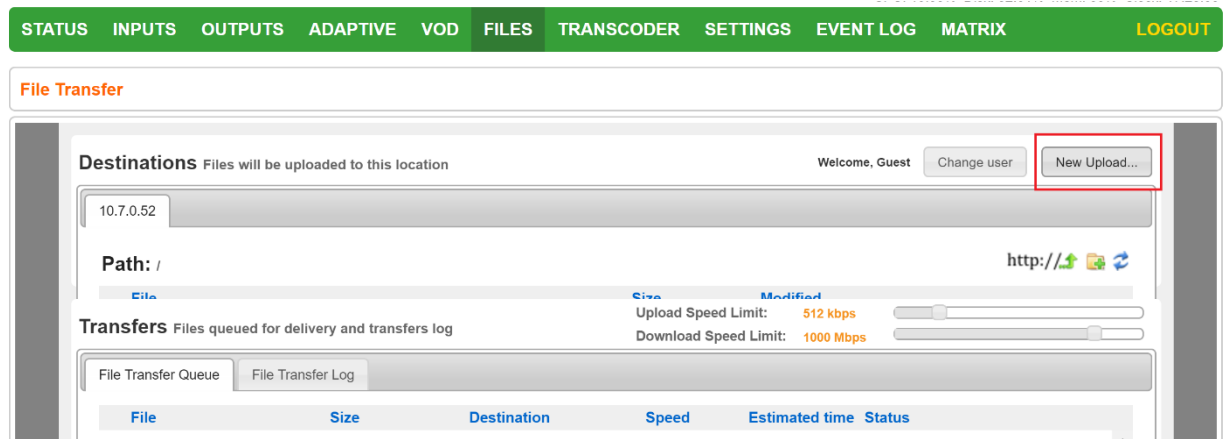 STATUS INPUTS OUTPUTS ADAPTIVE VOD FILES TRANSCODER SETTINGS EVENT LOG MATRIX LOGOUT
File Transfer
Destinations Files will be uploaded to this location Welcome, Guest Change user New Upload...
10.7.0.52
Path: / http://
File Size Modified
Upload Speed Limit: 512 kbps
Transfers Files queued for delivery and transfers log
Download Speed Limit: 1000 Mbps
File Transfer Queue File Transfer Log
File Size Destination Speed Estimated time Status